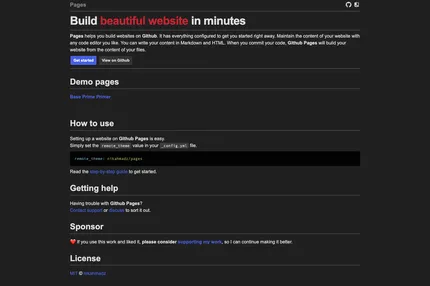 Pages
Build beautiful website in minutes
Pages helps you build websites on Github. It has everything configured to get you started right away. Maintain the content of your website with
any code editor you like. You can write your content in Markdown and HTML. When you commit your code, Github Pages will build your
website from the content of your files.
Get started View on Github
Demo pages
Base Prime Primer
How to use
Setting up a website on Github Pages is easy.
Simply set the remote_theme value in your _config.yml file.
remote_theme:
Read the step-by-step guide to get started.
Getting help
Having trouble with Github Pages?
Contact support or discuss to sort it out.
Sponsor
❤️ If you use this work and liked it, please consider supporting my work, so I can continue making it better.
License
MIT ©